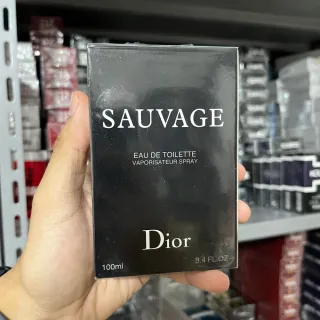 SAUVAGE
EAU DE TOILETTE
VAPORISATEUR SPRAY
Dior
100ml
3.4 FL.OZ